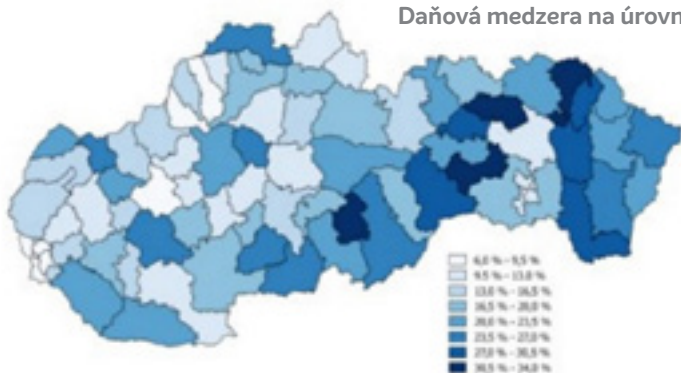 Daňová medzera na úrovn
6,0 % - 9,5 %
9,5 % - 13,0 %
13,0 % - 16,5 %
16,5 % - 20,0 %
20,0 % - 23,5 %
23,5 % - 27,0 %
27,0 % - 30,5 %
30,5 % - 34,0 %